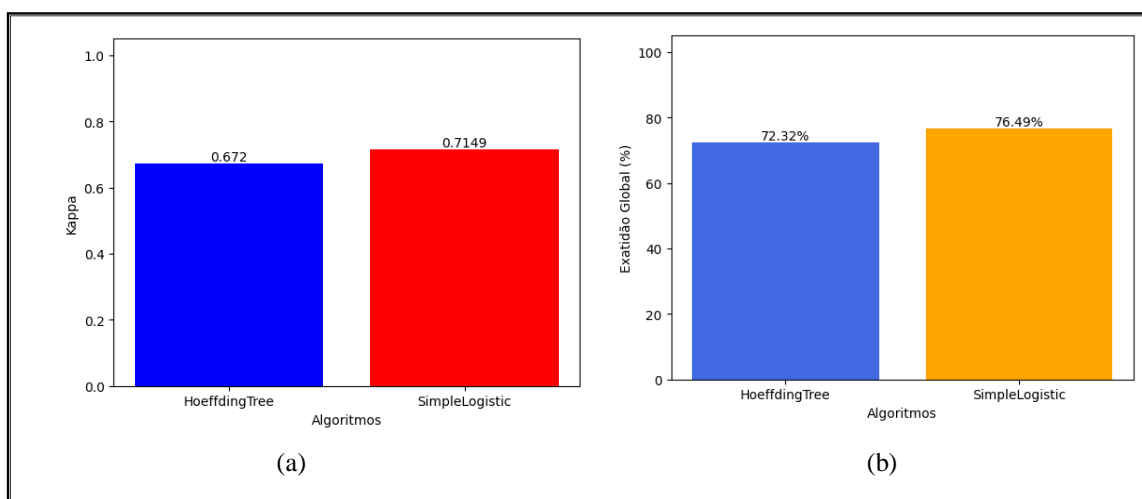 1.0
0.8
0.6
0.4
0.2
0.0
Kappa
0.672
0.7149
HoeffdingTree
SimpleLogistic
Algoritmos
(a)
100
80
60
40
20
0
Exatidão Global (%)
72.32%
76.49%
HoeffdingTree
SimpleLogistic
Algoritmos
(b)